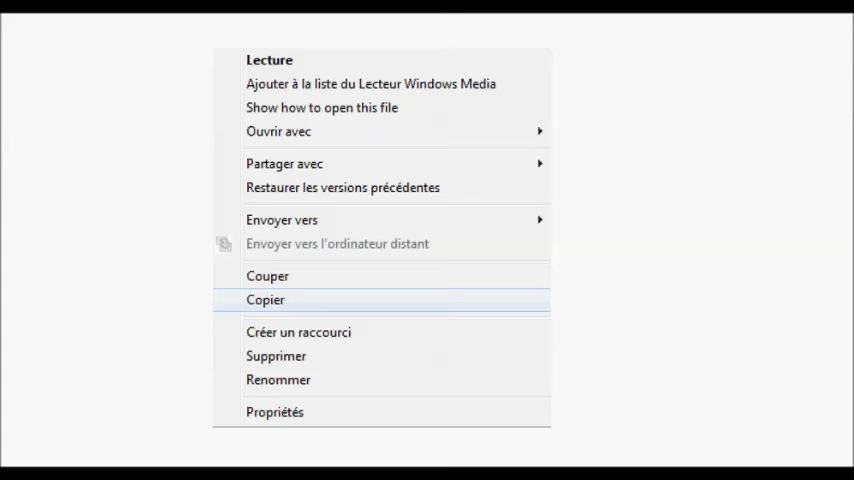 Lecture
Ajouter à la liste du Lecteur Windows Media
Show how to open this file
Ouvrir avec
Partager avec
Restaurer les versions précédentes
Envoyer vers
Envoyer vers l'ordinateur distant
Couper
Copier
Créer un raccourci
Supprimer
Renommer
Propriétés